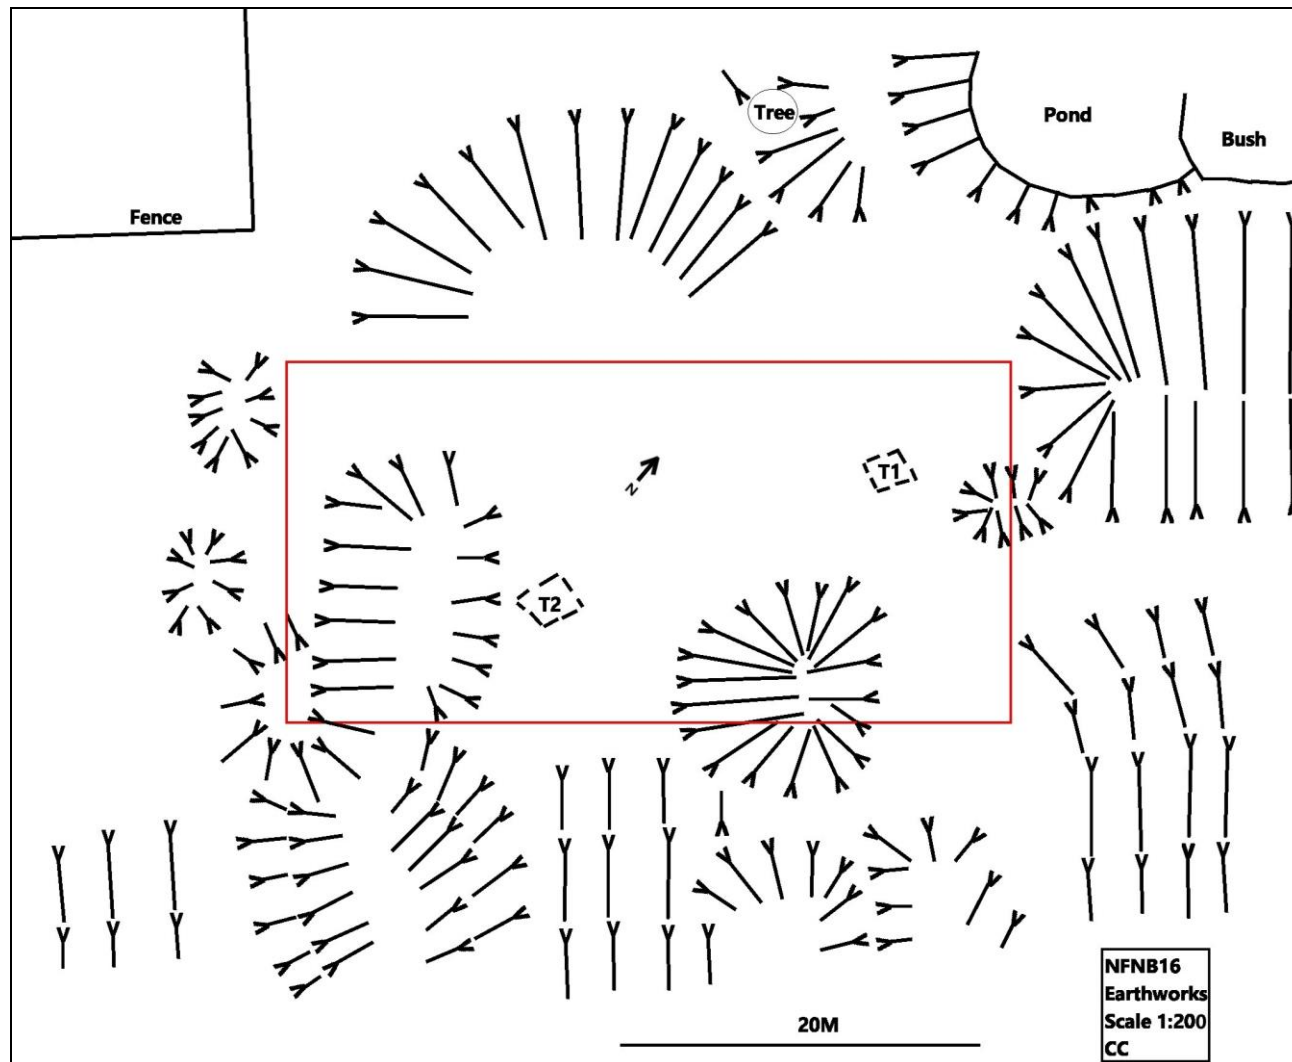 Tree
Pond
Bush
Fence
T1
N
T2
NFNB16
Earthworks
Scale 1:200
CC
20M